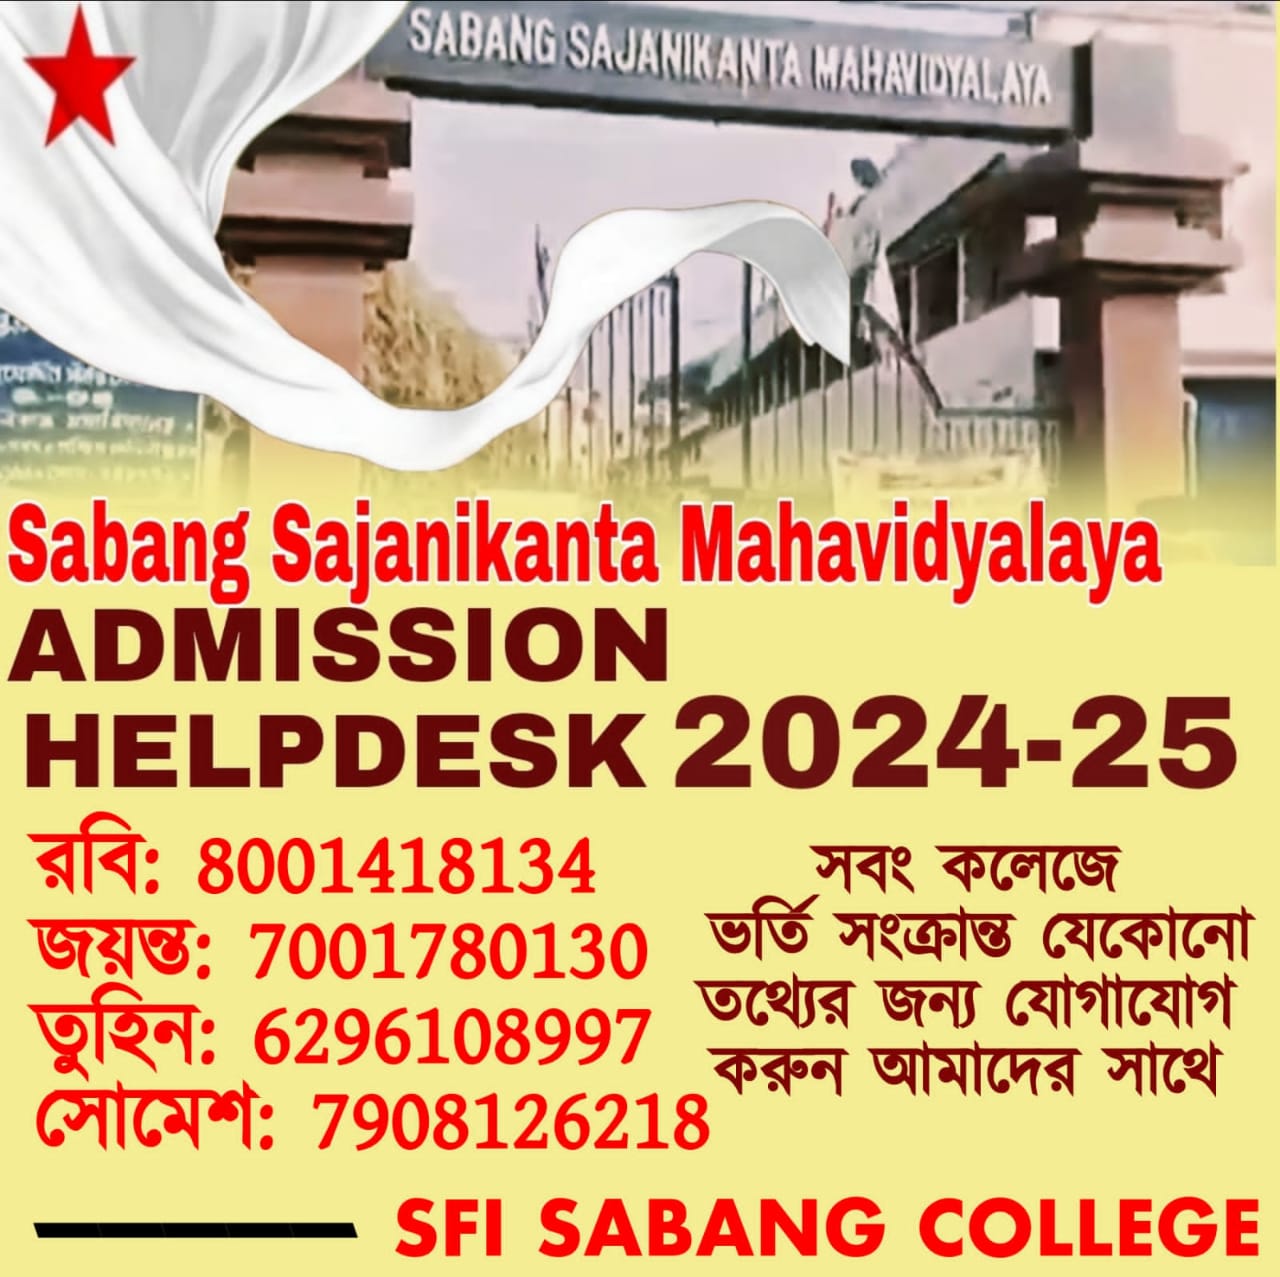 SABANG SAJANIKANTA MAHAVIDYALAYA
Sabang Sajanikanta Mahavidyalaya
ADMISSION
HELPDESK 2024-25
রবি: 8001418134
জয়ন্ত: 7001780130
তুহিন: 6296108997
সোমেশ: 7908126218
সবং কলেজে
ভর্তি সংক্রান্ত যেকোনো
তথ্যের জন্য যোগাযোগ
করুন আমাদের সাথে
SFI SABANG COLLEGE